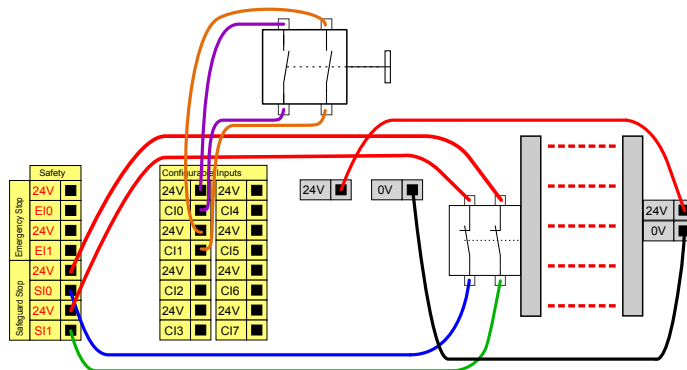 Safety
Emergency Stop
24V
EI0
24V
EI1
Safeguard Stop
24V
SI0
24V
SI1
Configurable Inputs
24V 24V
CI0 CI4
24V 24V
CI1 CI5
24V 24V
CI2 CI6
24V 24V
CI3 CI7
24V
0V
24V
0V